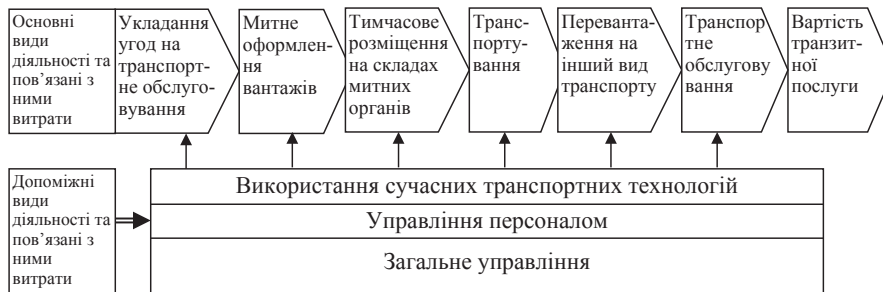 Основні
види
діяльності та
пов’язані з
ними
витрати
Укладання
угод на
транспорт-
не обслуго-
вування
Митне
оформлен-
ня
вантажів
Тимчасове
розміщення
на складах
митних
органів
Транс-
порту-
вання
Переванта-
ження на
інший вид
транспорту
Транспор
тне
обслугову
вання
Вартість
транзит-
ної
послуги
Допоміжні
види
діяльності та
пов’язані з
ними
витрати
Використання сучасних транспортних технологій
Управління персоналом
Загальне управління